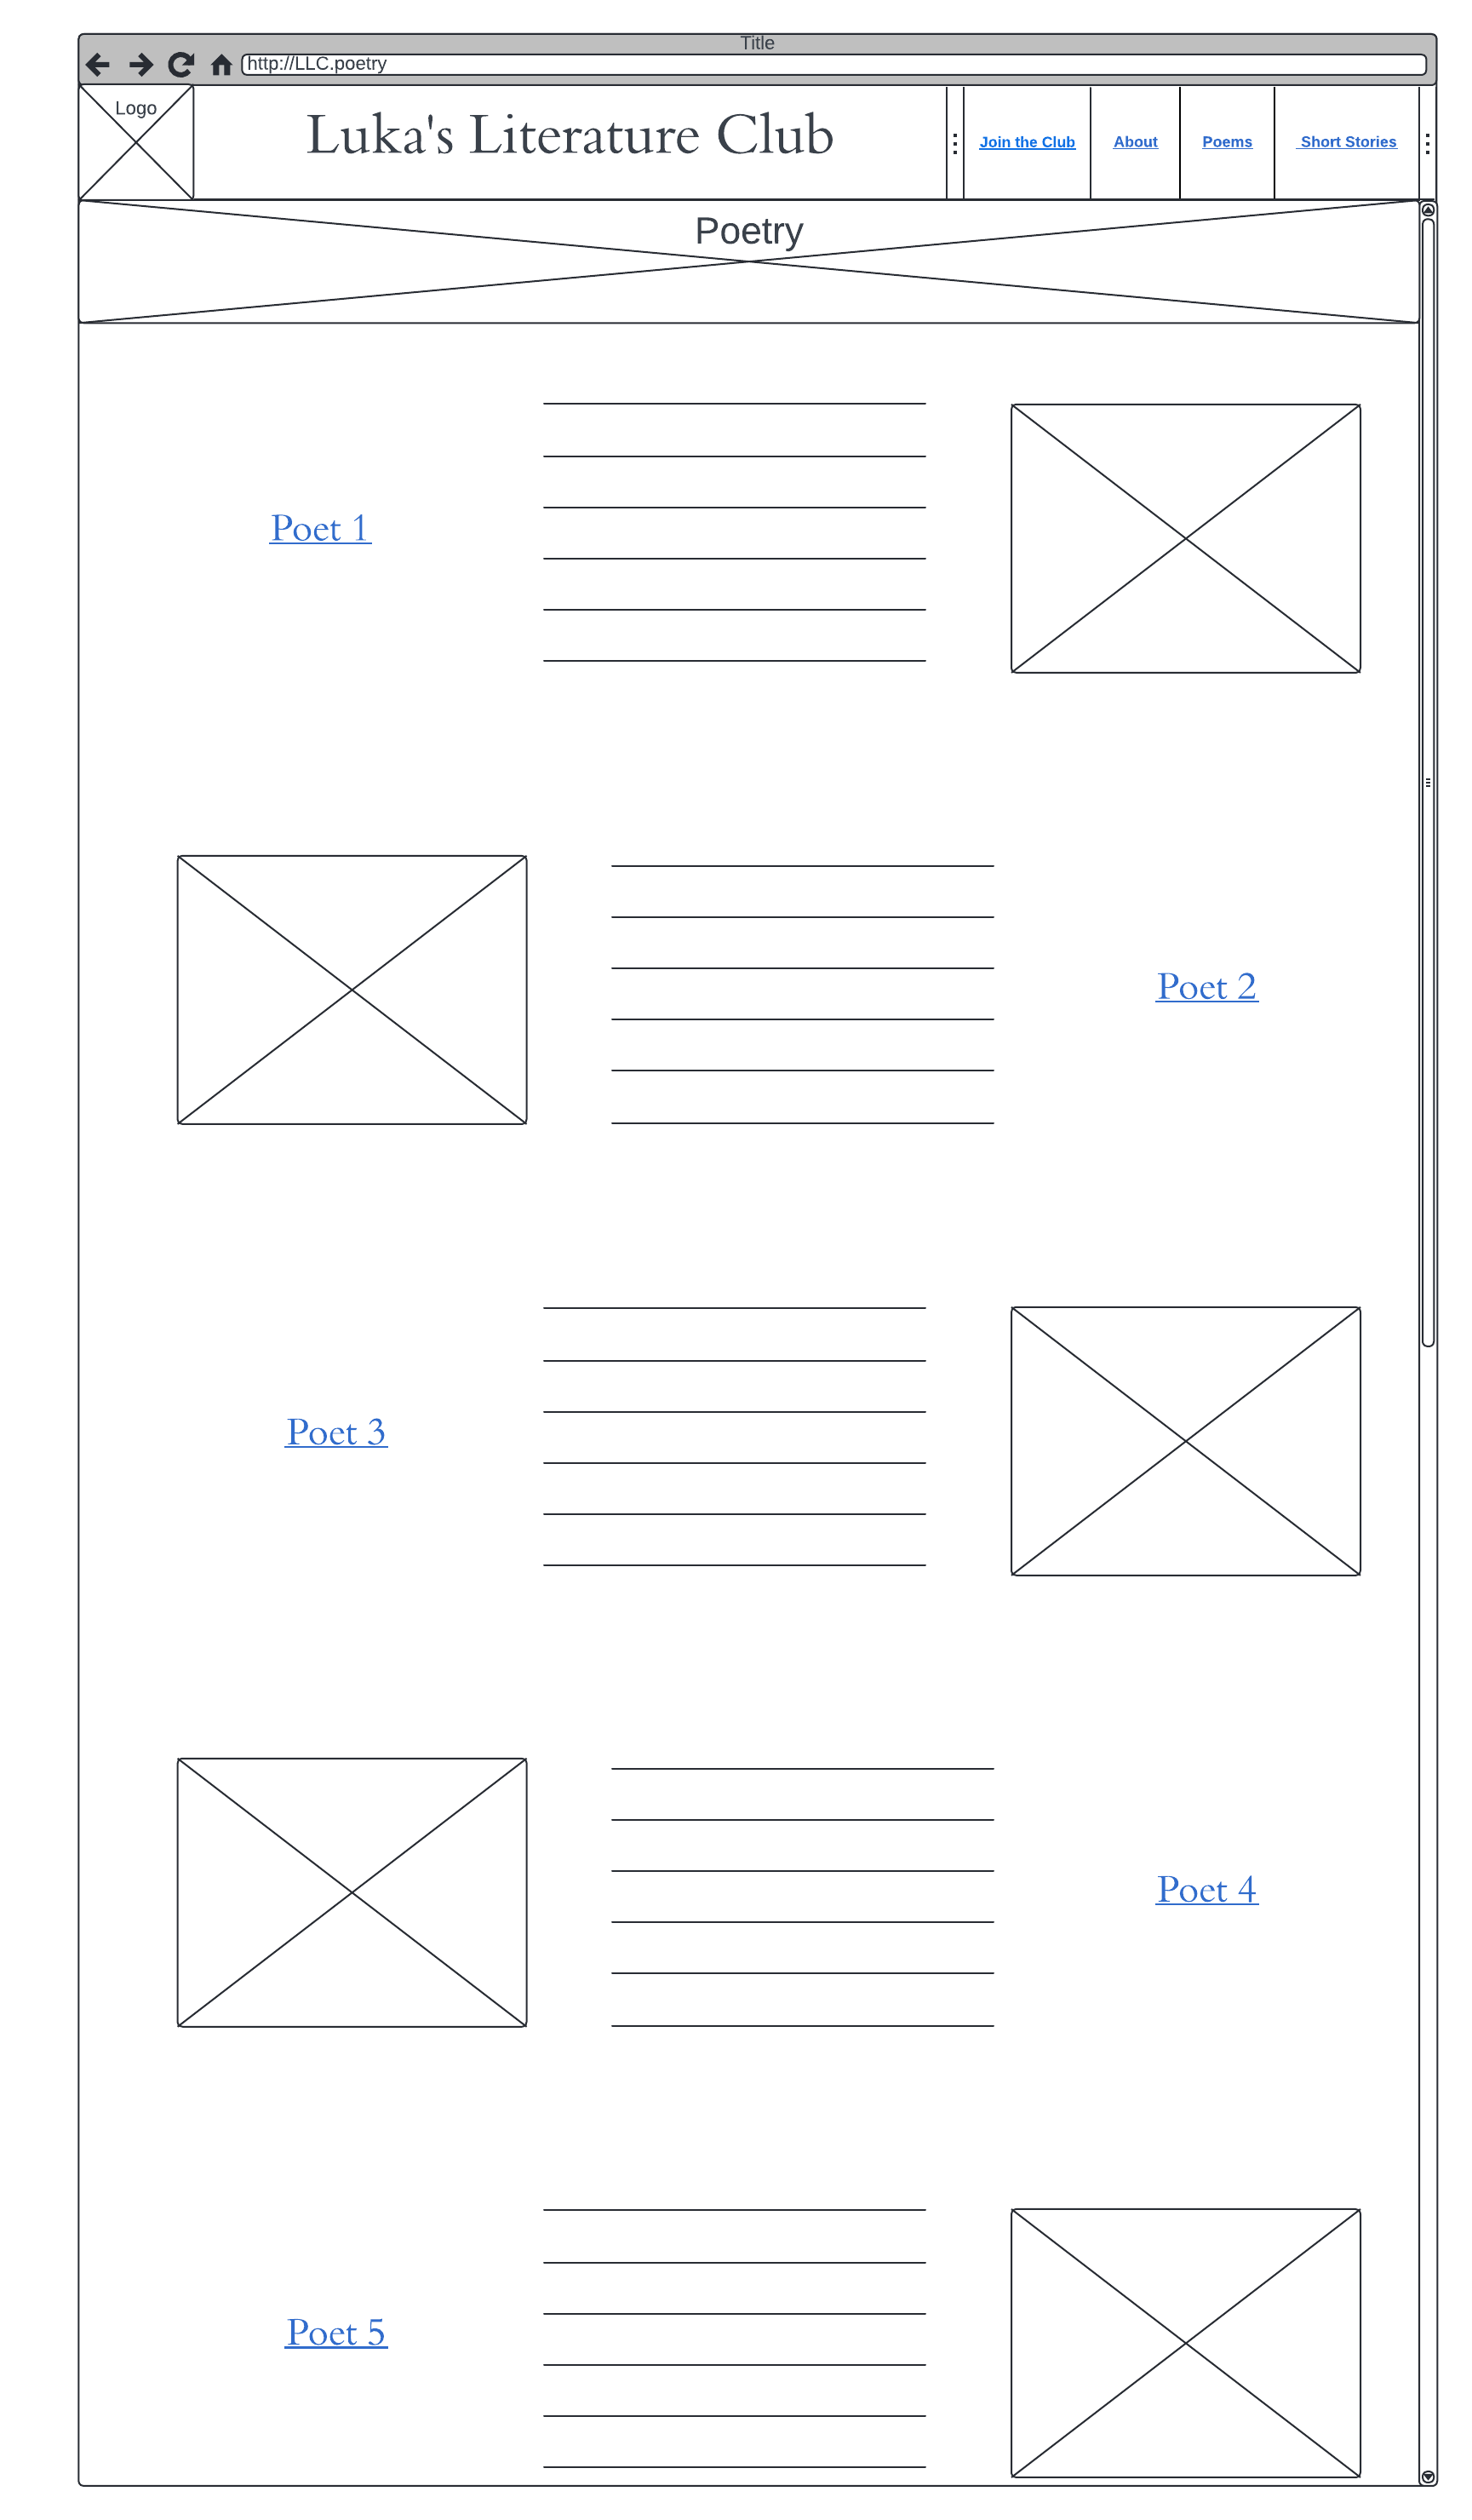 Title
http://LLC.poetry
Logo
Luka's Literature Club
Join the Club
About
Poems
Short Stories
Poetry
Poet 1
Poet 2
Poet 3
Poet 4
Poet 5